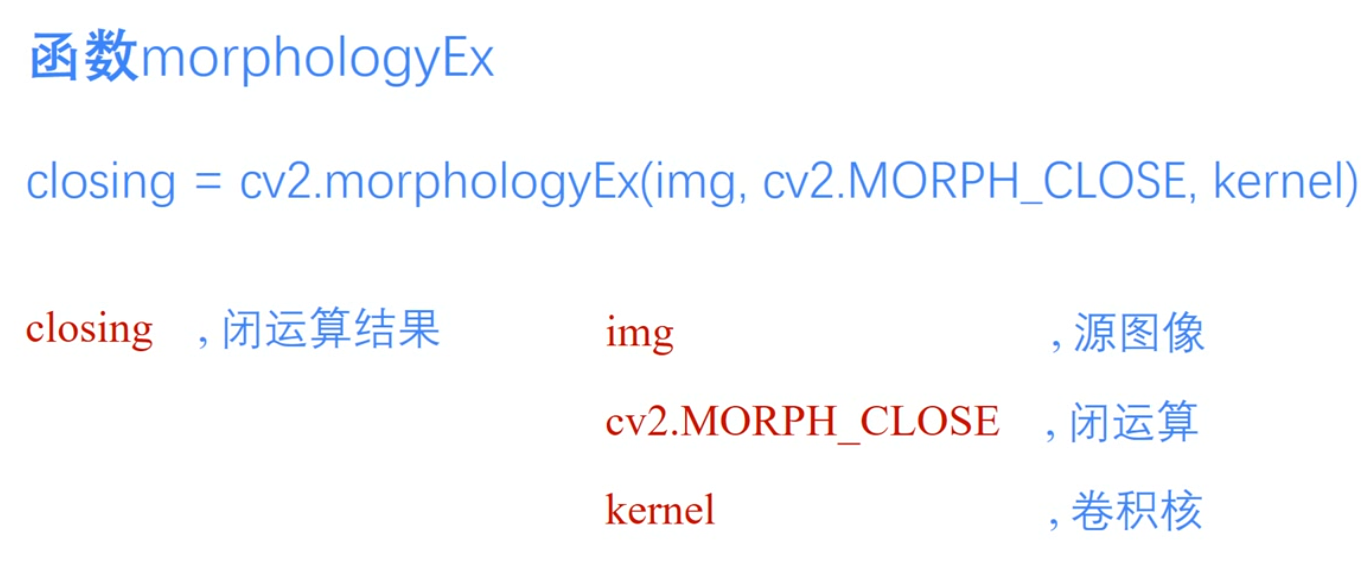 函数morphologyEx
closing = cv2.morphologyEx(img, cv2.MORPH_CLOSE, kernel)
closing , 闭运算结果 img , 源图像
cv2.MORPH_CLOSE , 闭运算
kernel , 卷积核